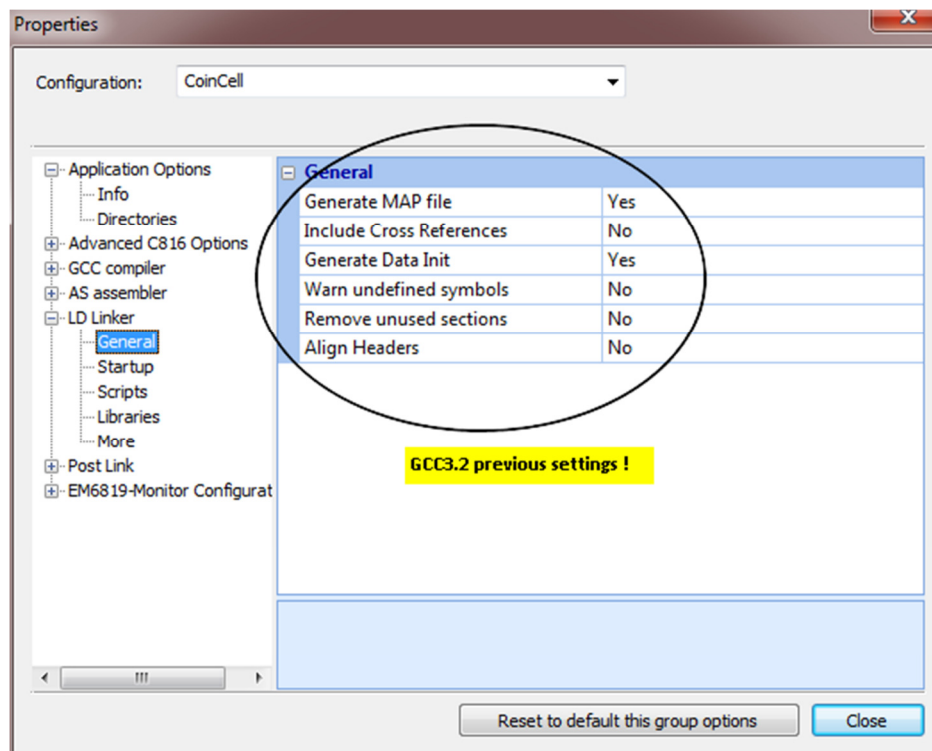 Properties
Configuration:
CoinCell
Application Options
Info
Directories
Advanced C816 Options
GCC compiler
AS assembler
LD Linker
General
Startup
Scripts
Libraries
More
Post Link
EM6819-Monitor Configurat
General
Generate MAP file Yes
Include Cross References No
Generate Data Init Yes
Warn undefined symbols No
Remove unused sections No
Align Headers No
GCC3.2 previous settings !
Reset to default this group options
Close